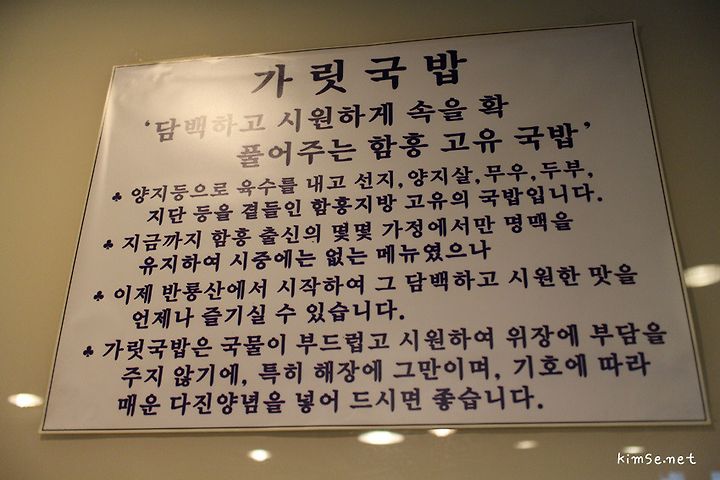 가릿국밥
'담백하고 시원하게 속을 확
풀어주는 함흥 고유 국밥'
♣ 양지등으로 육수를 내고 선지,양지살,무우,두부,
지단 등을 곁들인 함흥지방 고유의 국밥입니다.
♣ 지금까지 함흥 출신의 몇몇 가정에서만 명맥을
유지하여 시중에는 없는 메뉴였으나
♣ 이제 반룡산에서 시작하여 그 담백하고 시원한 맛을
언제나 즐기실 수 있습니다.
♣ 가릿국밥은 국물이 부드럽고 시원하여 위장에 부담을
주지 않기에, 특히 해장에 그만이며, 기호에 따라
매운 다진양념을 넣어 드시면 좋습니다.
kim5e.net